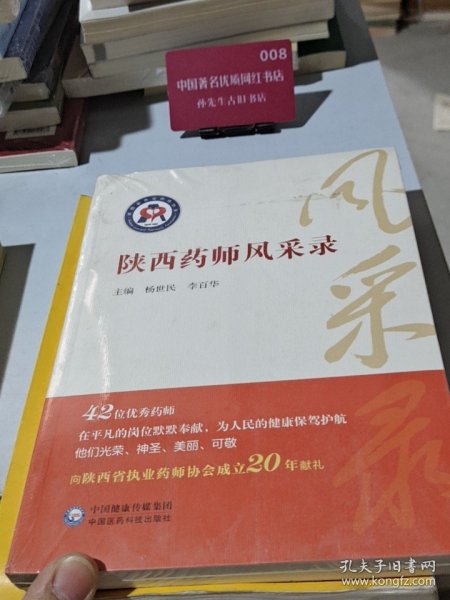 008
中国著名优质网红书店
孙先生古旧书店
风采录
陕西药师风采录
主编 杨世民 李百华
42位优秀药师
在平凡的岗位默默奉献，为人民的健康保驾护航
他们光荣、神圣、美丽、可敬
向陕西省执业药师协会成立20年献礼
中国健康传媒集团
中国医药科技出版社
孔夫子旧书网
www.kongfz.com